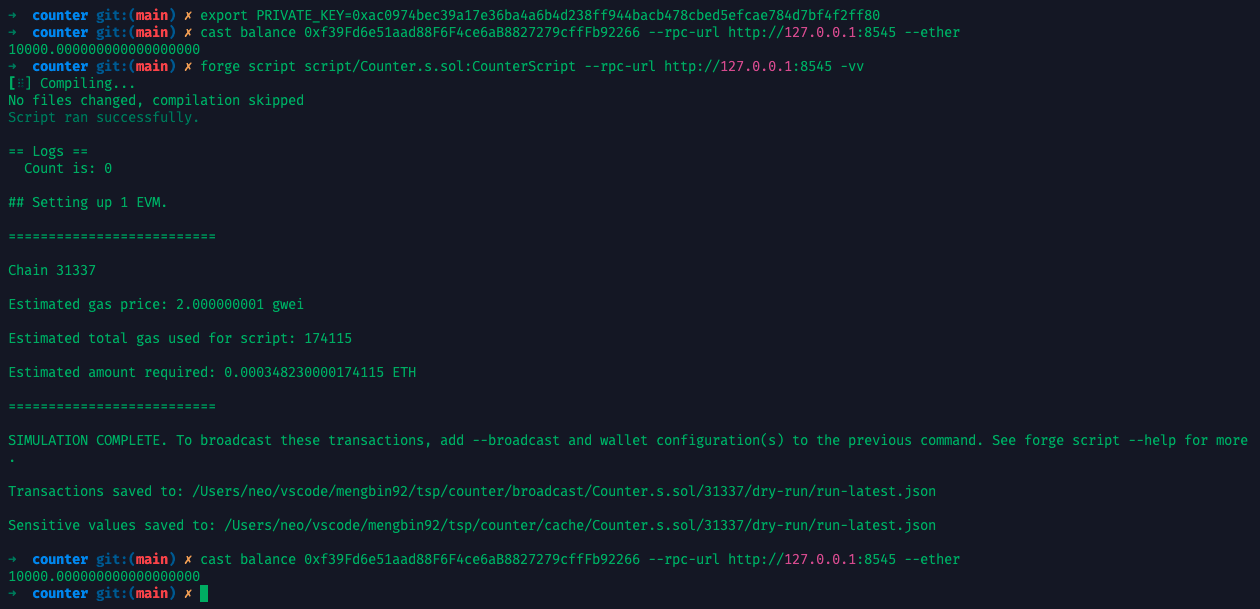 → counter git:(main) ✗ export PRIVATE_KEY=0xac0974bec39a17e36ba4a6b4d238ff944bacb478cbed5efcae784d7bf4f2ff80
→ counter git:(main) ✗ cast balance 0xf39Fd6e51aad88F6F4ce6aB8827279cffFb92266 --rpc-url http://127.0.0.1:8545 --ether
10000.000000000000000000
→ counter git:(main) ✗ forge script script/Counter.s.sol:CounterScript --rpc-url http://127.0.0.1:8545 -vv
[⠾] Compiling...
No files changed, compilation skipped
Script ran successfully.
== Logs ==
Count is: 0
## Setting up 1 EVM.
==========================
Chain 31337
Estimated gas price: 2.000000001 gwei
Estimated total gas used for script: 174115
Estimated amount required: 0.000348230000174115 ETH
==========================
SIMULATION COMPLETE. To broadcast these transactions, add --broadcast and wallet configuration(s) to the previous command. See forge script --help for more
.
Transactions saved to: /Users/neo/vscode/mengbin92/tsp/counter/broadcast/Counter.s.sol/31337/dry-run/run-latest.json
Sensitive values saved to: /Users/neo/vscode/mengbin92/tsp/counter/cache/Counter.s.sol/31337/dry-run/run-latest.json
→ counter git:(main) ✗ cast balance 0xf39Fd6e51aad88F6F4ce6aB8827279cffFb92266 --rpc-url http://127.0.0.1:8545 --ether
10000.000000000000000000
→ counter git:(main) ✗